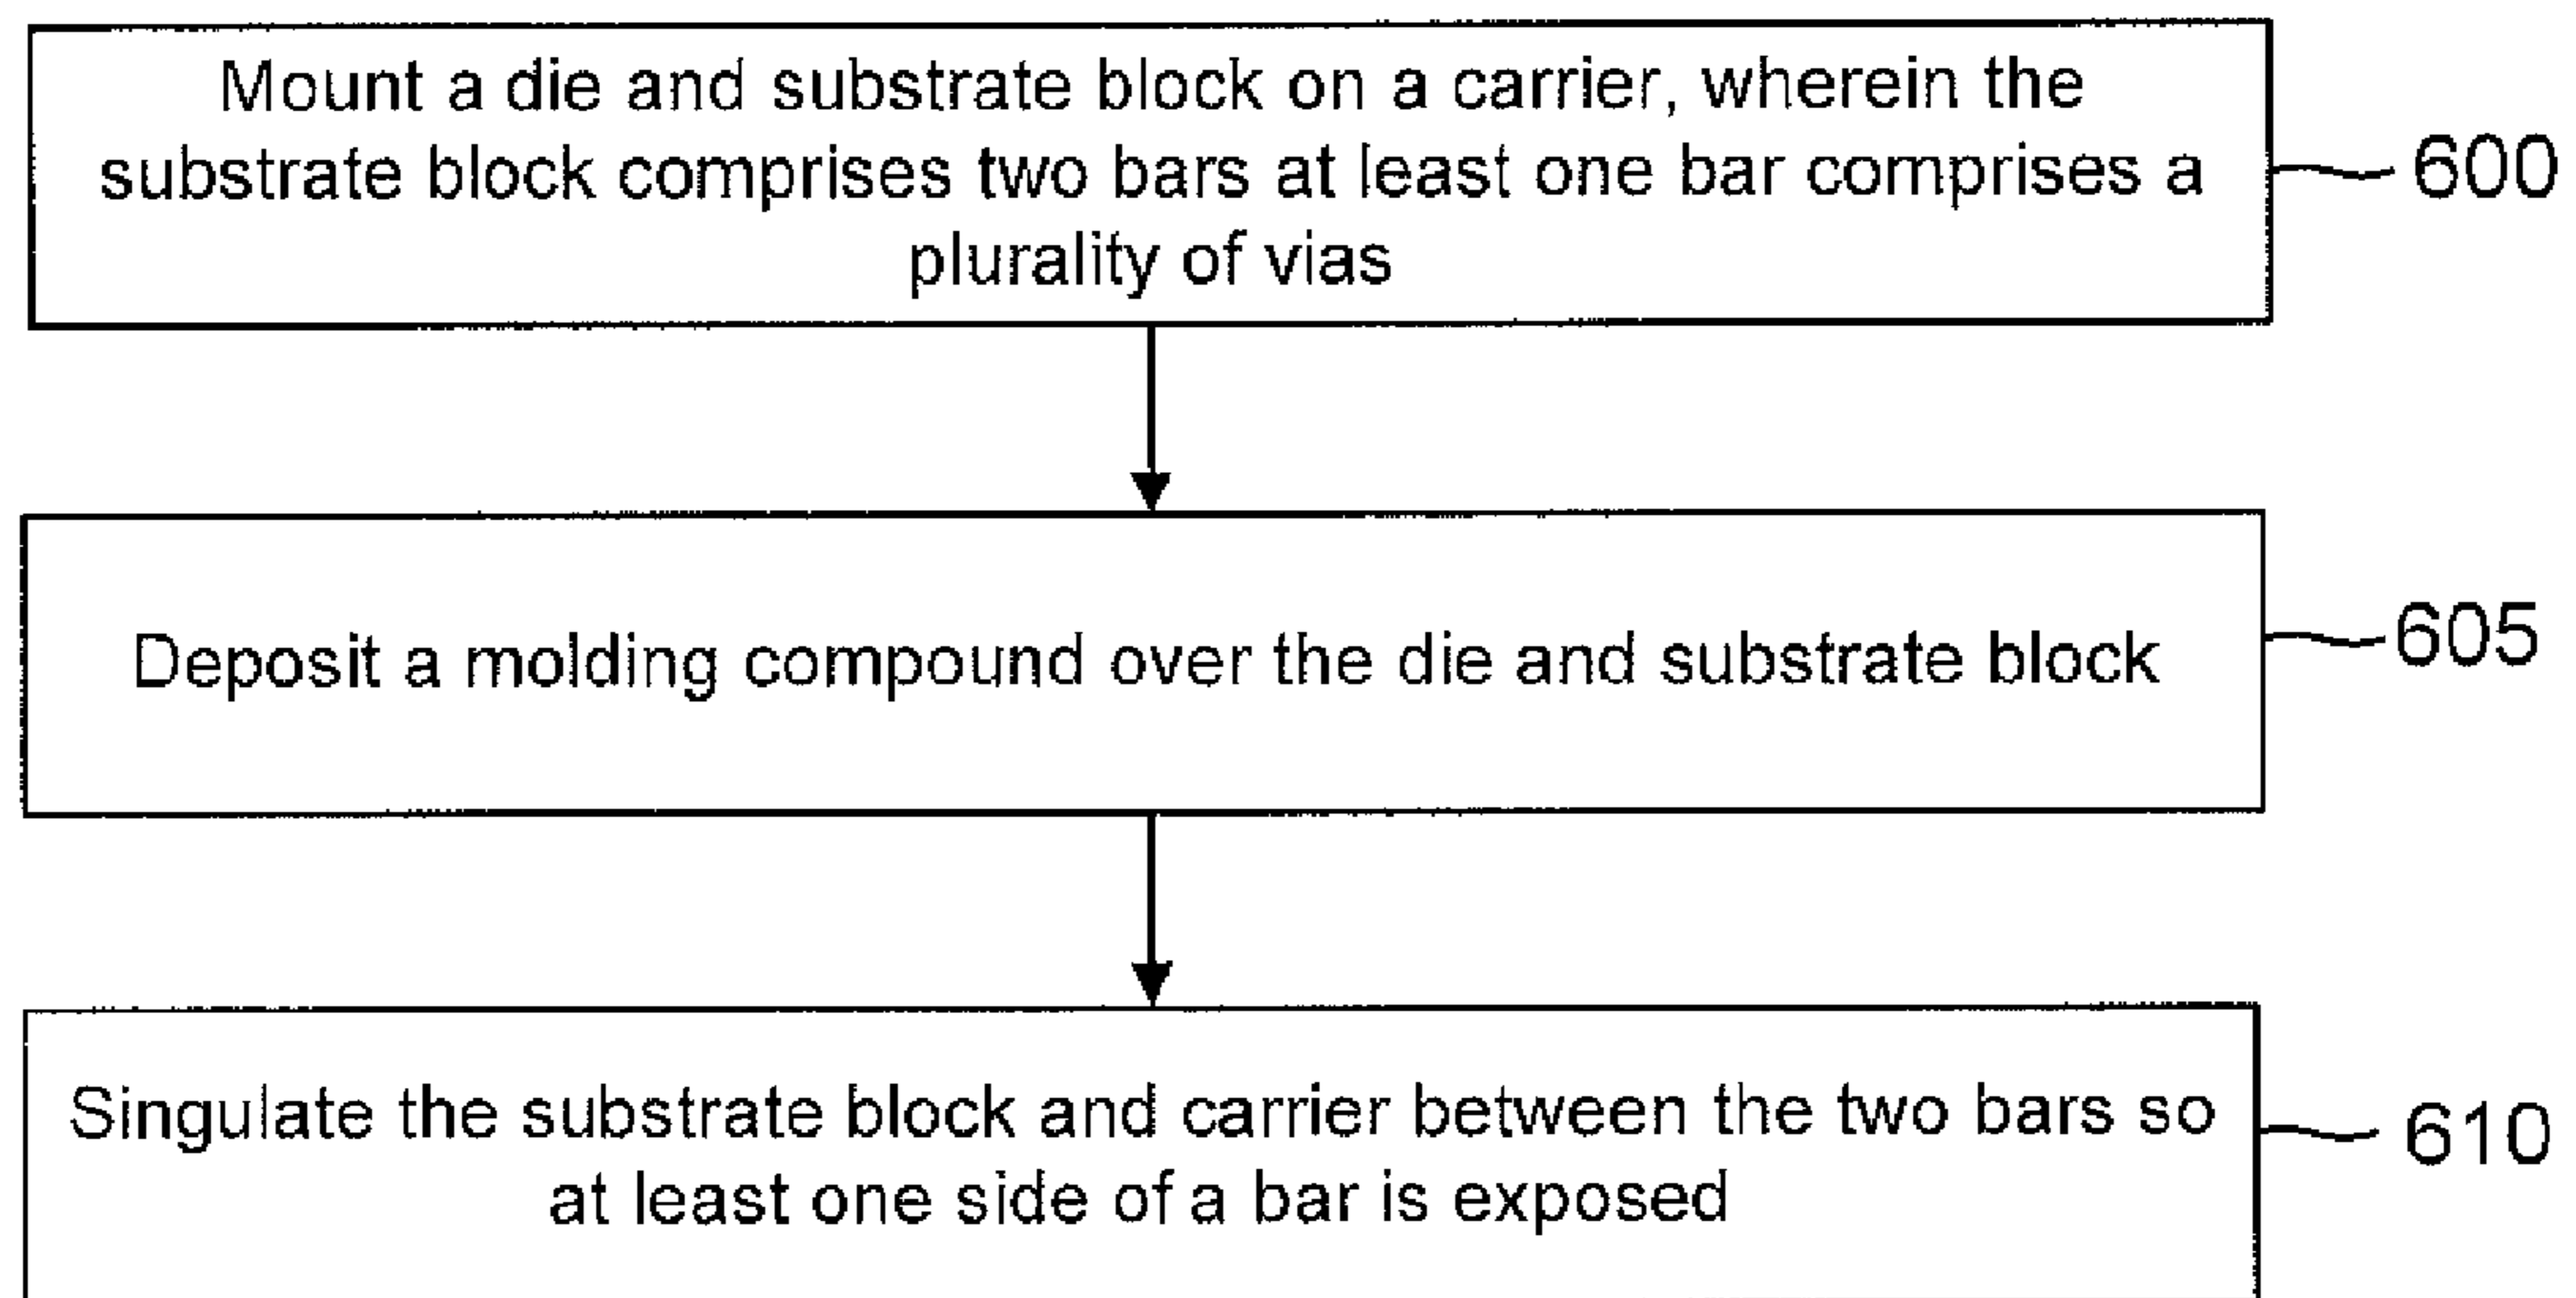 Mount a die and substrate block on a carrier, wherein the
substrate block comprises two bars at least one bar comprises a
plurality of vias
600
Deposit a molding compound over the die and substrate block
605
Singulate the substrate block and carrier between the two bars so
at least one side of a bar is exposed
610